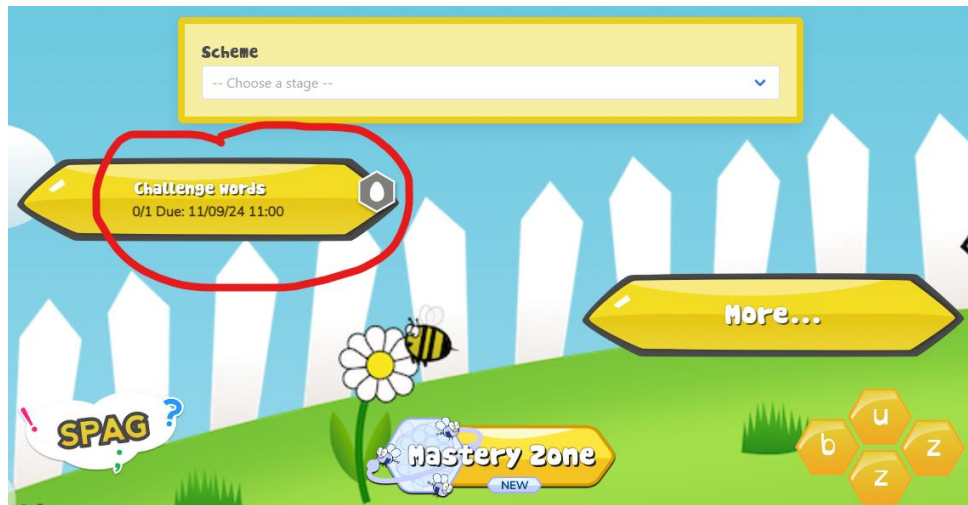 Scheme
-- Choose a stage --
Challenge words
0/1 Due: 11/09/24 11:00
More...
SPAG
!
?
;
Mastery Zone
NEW
b
u
z
z